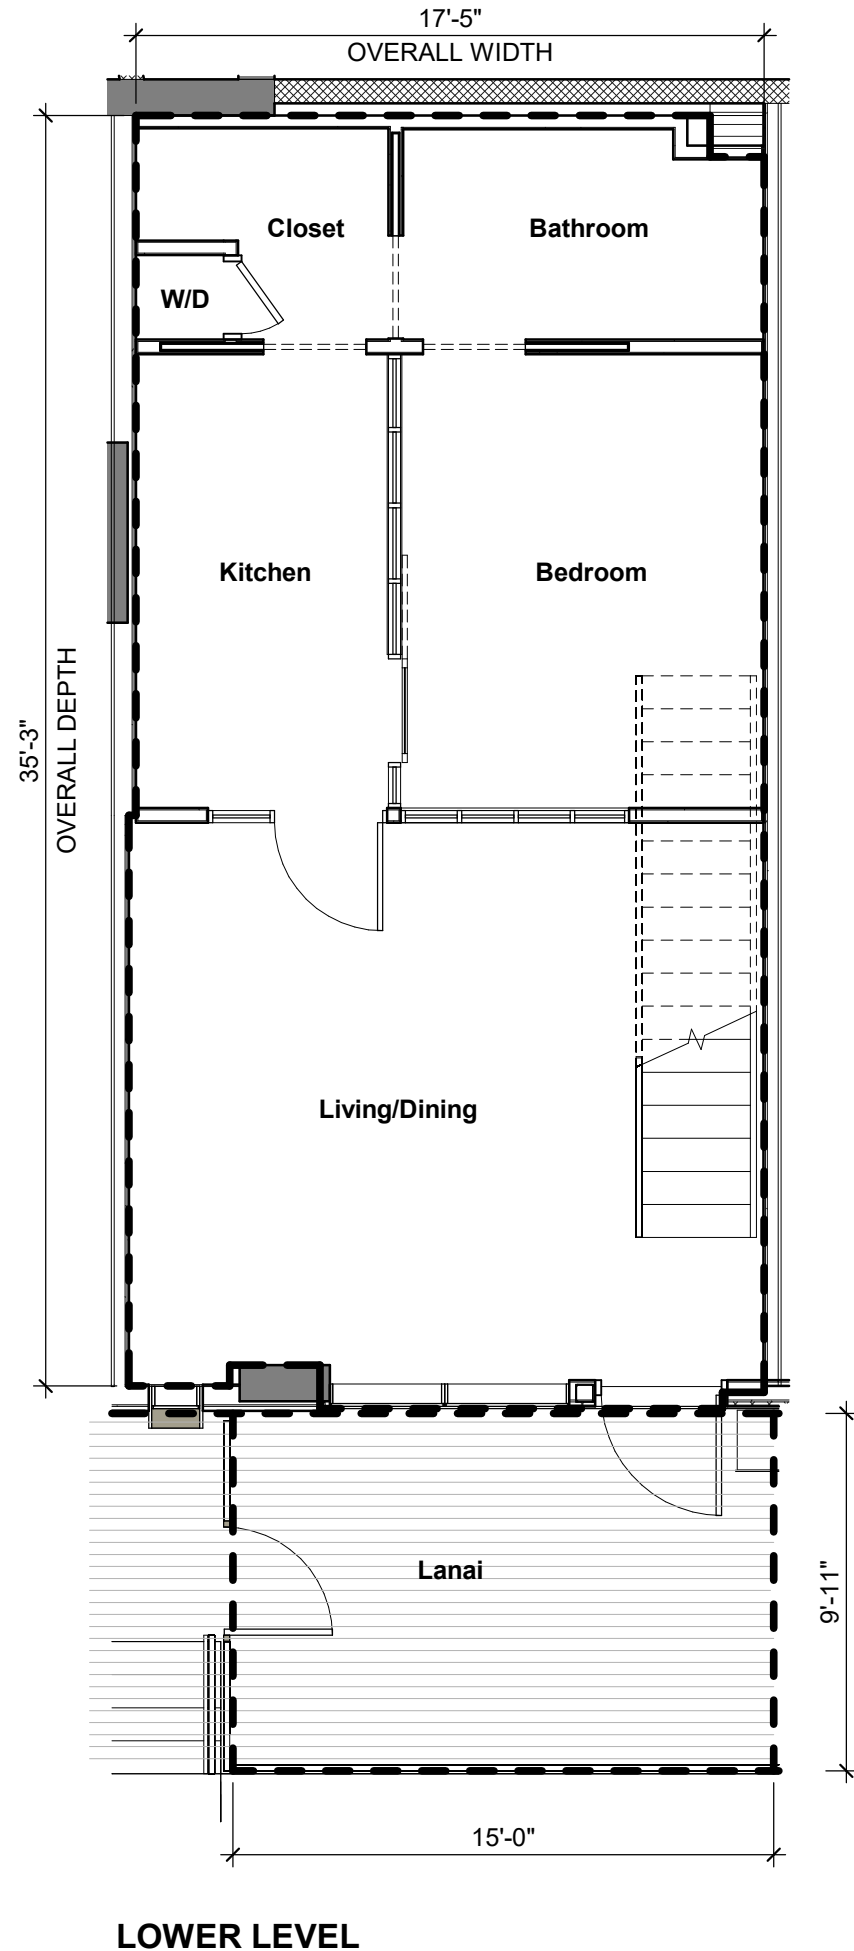 17'-5"
OVERALL WIDTH
Closet
Bathroom
W/D
Kitchen
Bedroom
35'-3"
OVERALL DEPTH
Living/Dining
Lanai
9'-11"
15'-0"
LOWER LEVEL